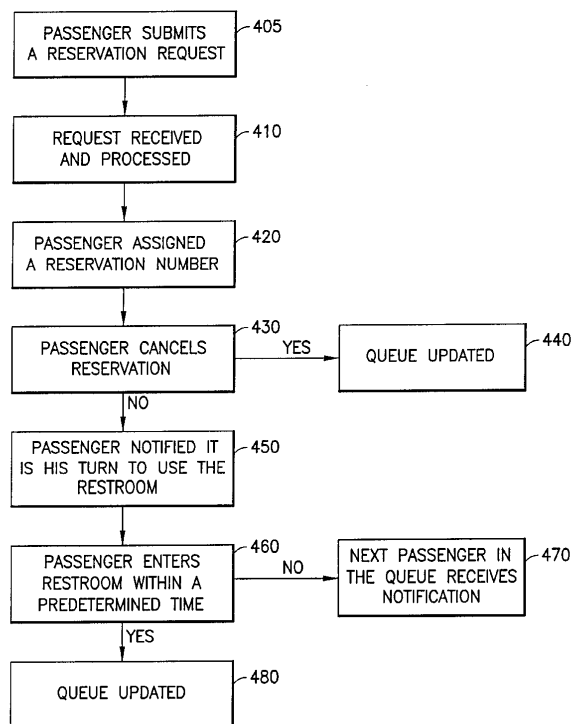 PASSENGER SUBMITS
A RESERVATION REQUEST
405
REQUEST RECEIVED
AND PROCESSED
410
PASSENGER ASSIGNED
A RESERVATION NUMBER
420
PASSENGER CANCELS
RESERVATION
430
YES
QUEUE UPDATED
440
NO
PASSENGER NOTIFIED IT
IS HIS TURN TO USE THE
RESTROOM
450
PASSENGER ENTERS
RESTROOM WITHIN A
PREDETERMINED TIME
460
NO
NEXT PASSENGER IN
THE QUEUE RECEIVES
NOTIFICATION
470
YES
QUEUE UPDATED
480